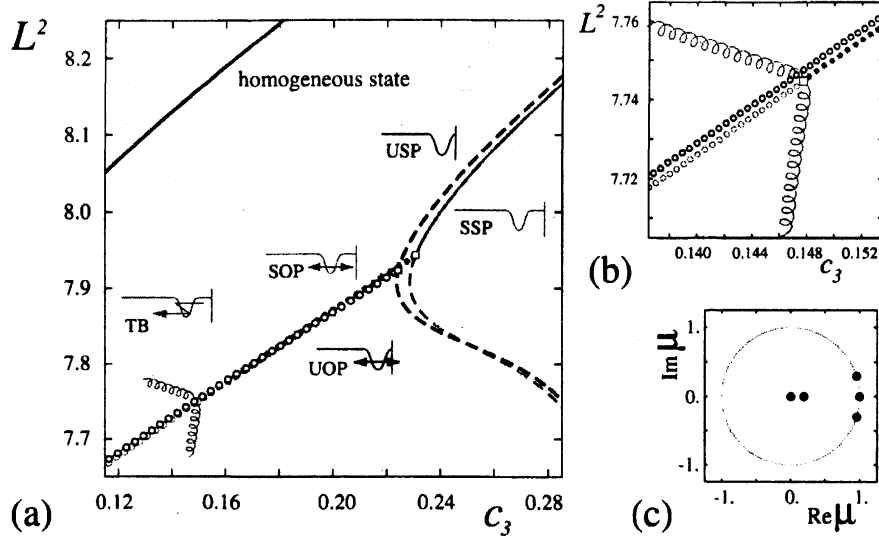 L²
8.2
8.1
8.0
7.9
7.8
7.7
0.12
0.16
0.20
0.24
0.28
c₃
homogeneous state
USP
SSP
SOP
TB
UOP
(a)
L²
7.76
7.74
7.72
0.140
0.144
0.148
0.152
c₃
(b)
Im μ
1.
0.
-1.
-1.
0.
1.
Re μ
(c)